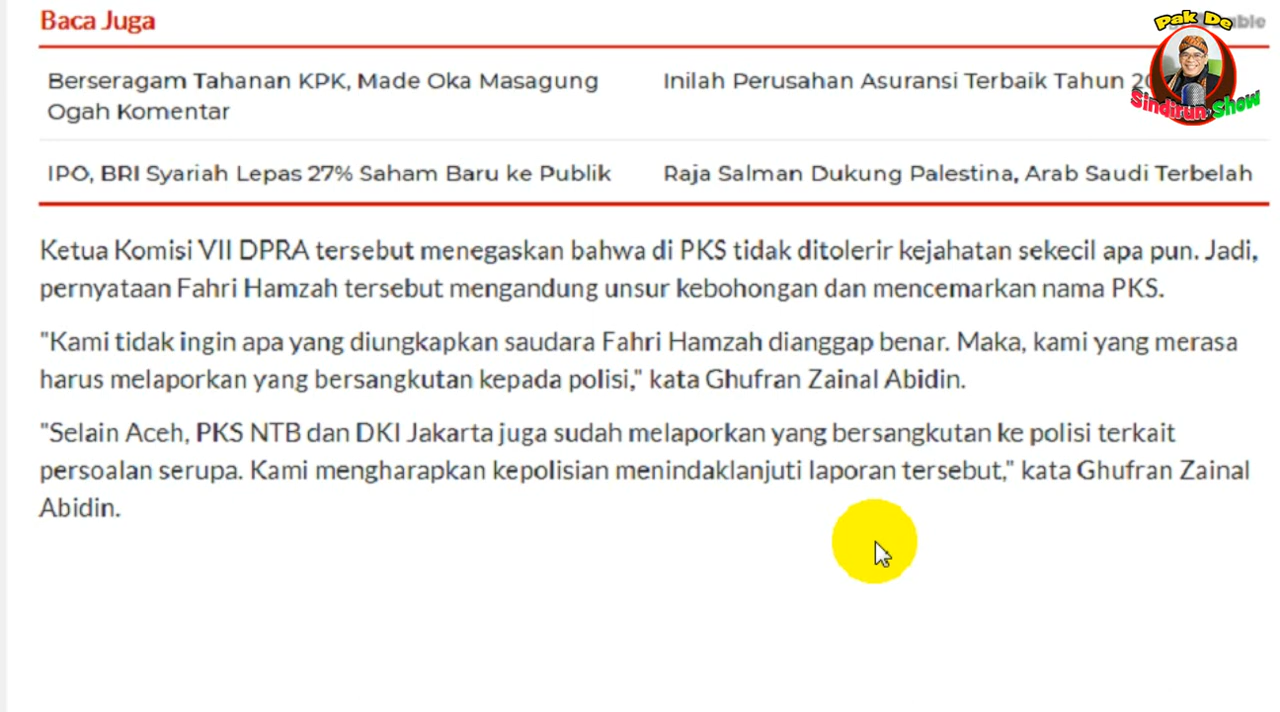 Baca Juga
Pak De
Sindirun Show
Berseragam Tahanan KPK, Made Oka Masagung
Ogah Komentar
Inilah Perusahan Asuransi Terbaik Tahun
IPO, BRI Syariah Lepas 27% Saham Baru ke Publik
Raja Salman Dukung Palestina, Arab Saudi Terbelah
Ketua Komisi VII DPRA tersebut menegaskan bahwa di PKS tidak ditolerir kejahatan sekecil apa pun. Jadi,
pernyataan Fahri Hamzah tersebut mengandung unsur kebohongan dan mencemarkan nama PKS.
"Kami tidak ingin apa yang diungkapkan saudara Fahri Hamzah dianggap benar. Maka, kami yang merasa
harus melaporkan yang bersangkutan kepada polisi," kata Ghufran Zainal Abidin.
"Selain Aceh, PKS NTB dan DKI Jakarta juga sudah melaporkan yang bersangkutan ke polisi terkait
persoalan serupa. Kami mengharapkan kepolisian menindaklanjuti laporan tersebut," kata Ghufran Zainal
Abidin.